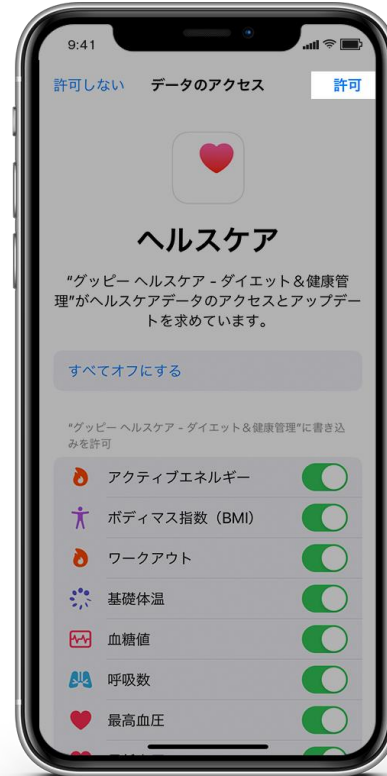 9:41
許可しない データのアクセス 許可
ヘルスケア
"グッピー ヘルスケア - ダイエット＆健康管
理"がヘルスケアデータのアクセスとアップデー
トを求めています。
すべてオフにする
"グッピー ヘルスケア - ダイエット＆健康管理"に書き込
みを許可
アクティブエネルギー
ボディマス指数（BMI）
ワークアウト
基礎体温
血糖値
呼吸数
最高血圧